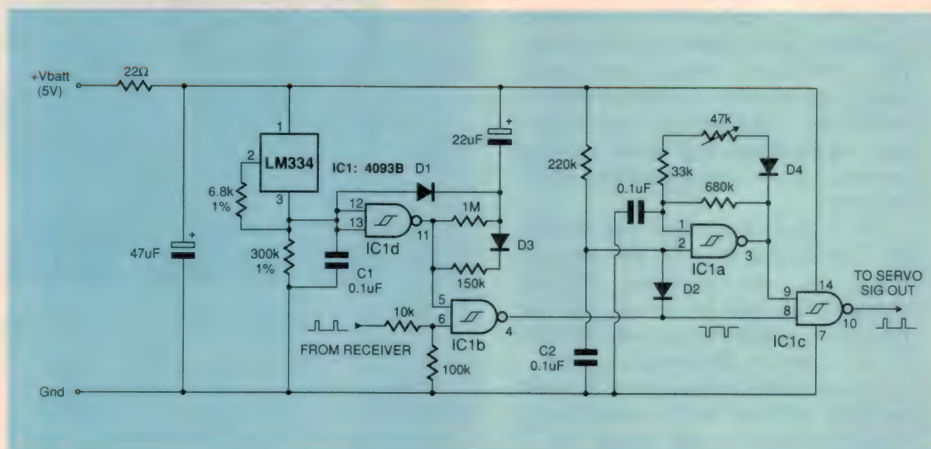 +Vbatt
(5V)
22Ω
1
2
LM334
3
6.8k
1%
47uF
+
300k
1%
IC1: 4093B
D1
12
13
11
IC1d
C1
0.1uF
22uF
+
1M
D3
150k
10k
FROM RECEIVER
100k
5
6
4
IC1b
220k
C2
0.1uF
D2
0.1uF
33k
47k
D4
680k
1
2
3
IC1a
9
8
14
7
10
IC1c
TO SERVO
SIG OUT
Gnd